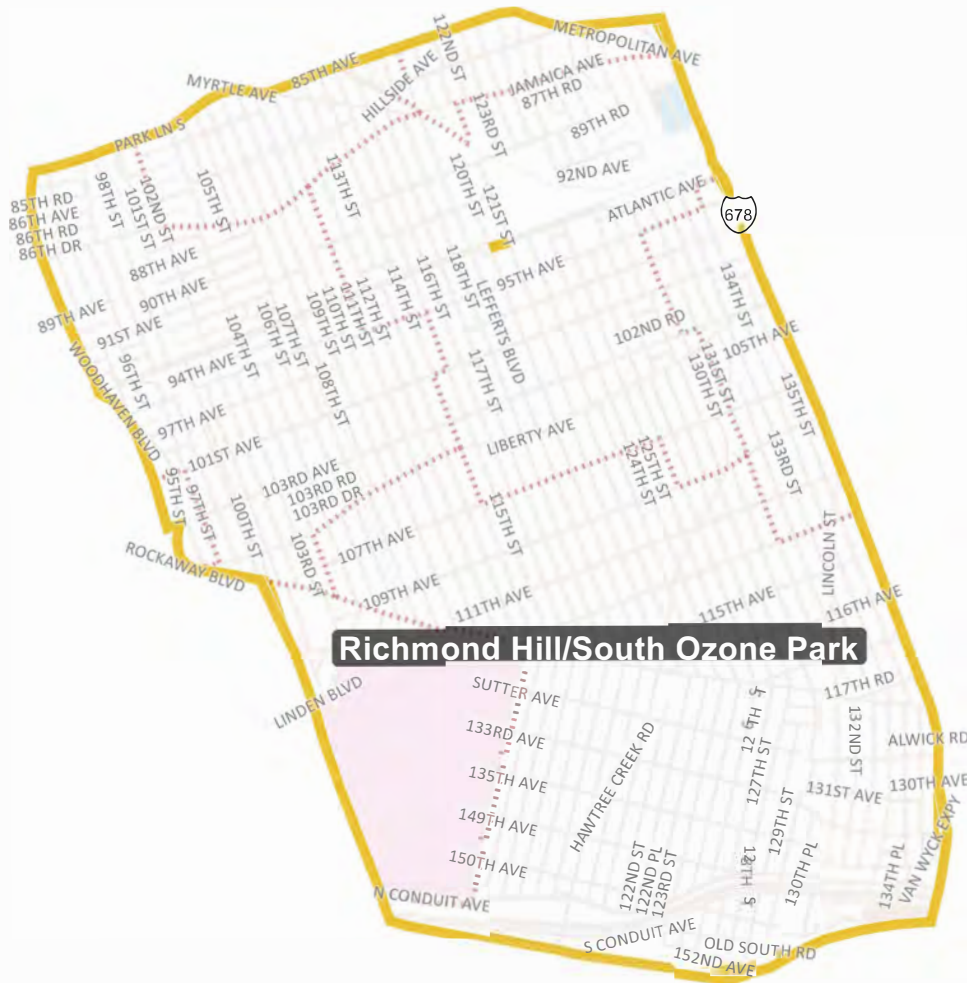 METROPOLITAN AVE
122ND ST
85TH AVE
HILLSIDE AVE
JAMAICA AVE
MYRTLE AVE
87TH RD
123RD ST
89TH RD
PARK LN S
92ND AVE
113TH ST
120TH ST
121ST ST
ATLANTIC AVE
98TH ST
101ST ST
102ND ST
105TH ST
85TH RD
86TH AVE
86TH RD
86TH DR
678
88TH AVE
95TH AVE
90TH AVE
118TH ST
116TH ST
114TH ST
112TH ST
111TH ST
110TH ST
109TH ST
107TH ST
106TH ST
104TH ST
LEFFERTS BLVD
134TH ST
89TH AVE
91ST AVE
102ND RD
105TH AVE
94TH AVE
96TH ST
108TH ST
117TH ST
131ST ST
130TH ST
135TH ST
WOODHAVEN BLVD
97TH AVE
101ST AVE
LIBERTY AVE
103RD AVE
103RD RD
103RD DR
125TH ST
124TH ST
133RD ST
95TH ST
97TH ST
100TH ST
115TH ST
107TH AVE
103RD ST
LINCOLN ST
ROCKAWAY BLVD
109TH AVE
111TH AVE
115TH AVE
116TH AVE
Richmond Hill/South Ozone Park
LINDEN BLVD
SUTTER AVE
117TH RD
126TH ST
133RD AVE
HAWTREE CREEK RD
127TH ST
132ND ST
ALWICK RD
135TH AVE
131ST AVE
130TH AVE
149TH AVE
129TH ST
150TH AVE
122ND ST
122ND PL
123RD ST
128TH S
130TH PL
134TH PL
VAN WYCK EXPY
N CONDUIT AVE
S CONDUIT AVE
OLD SOUTH RD
152ND AVE